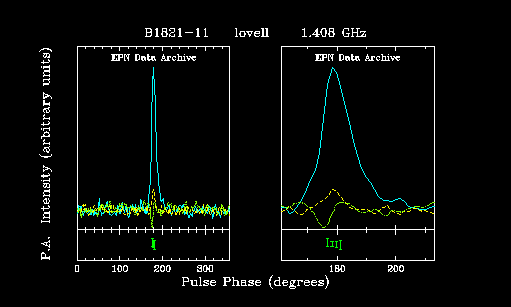 B1821-11 lovell 1.408 GHz
EPN Data Archive EPN Data Archive
P.A. Intensity (arbitrary units)
0 100 200 300 180 200
Pulse Phase (degrees)